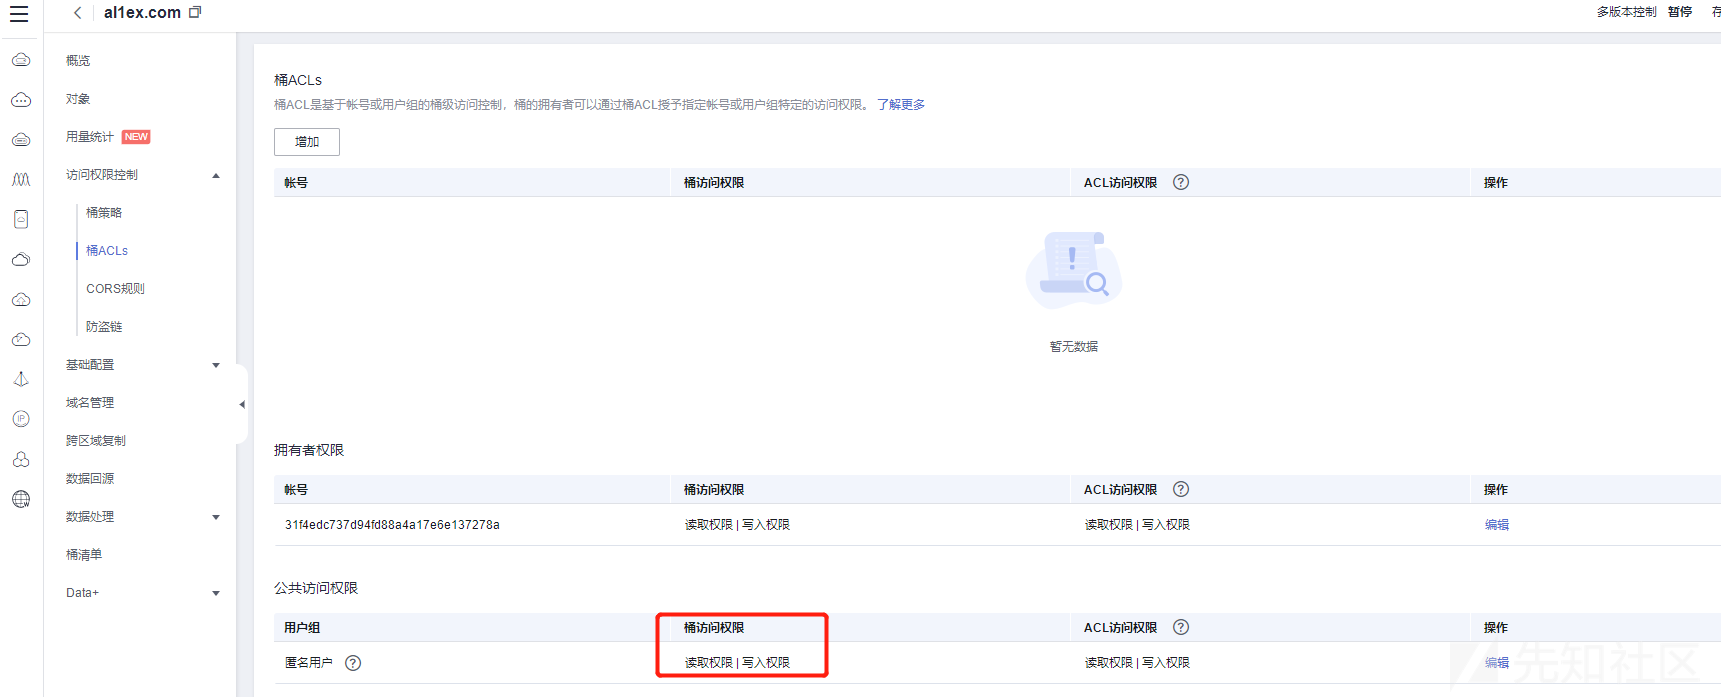 al1ex.com
多版本控制 暂停 存
概览
对象
用量统计 NEW
访问权限控制
桶策略
桶ACLs
CORS规则
防盗链
基础配置
域名管理
跨区域复制
数据回源
数据处理
桶清单
Data+
桶ACLs
桶ACL是基于帐号或用户组的桶级访问控制，桶的拥有者可以通过桶ACL授予指定帐号或用户组特定的访问权限。 了解更多
增加
帐号 桶访问权限 ACL访问权限 ? 操作
暂无数据
拥有者权限
帐号 桶访问权限 ACL访问权限 ? 操作
31f4edc737d94fd88a4a17e6e137278a 读取权限 | 写入权限 读取权限 | 写入权限 编辑
公共访问权限
用户组 桶访问权限 ACL访问权限 ? 操作
匿名用户 ? 读取权限 | 写入权限 读取权限 | 写入权限 编辑
先知社区